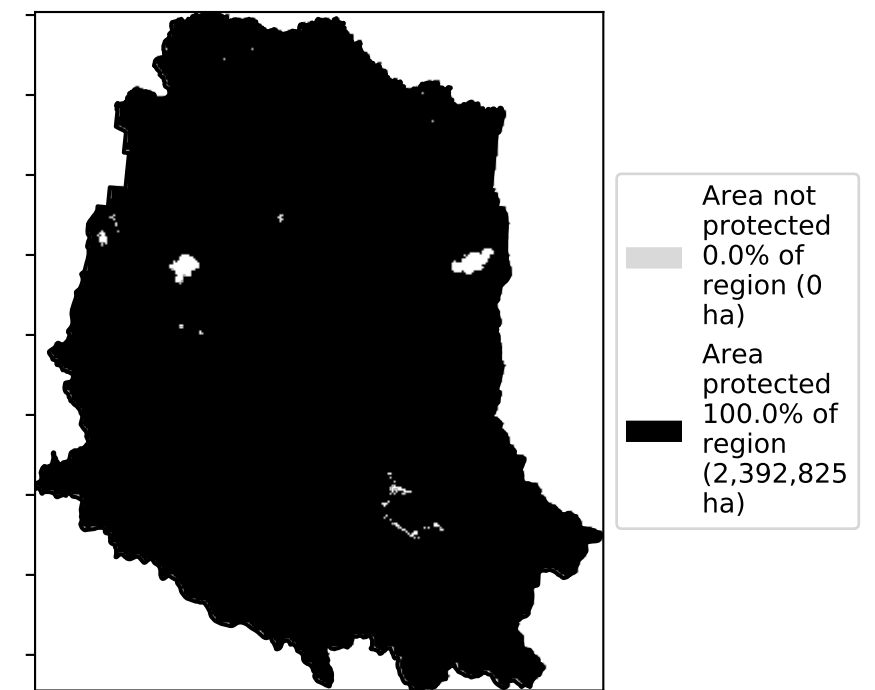 Area not
protected
0.0% of
region (0
ha)
Area
protected
100.0% of
region
(2,392,825
ha)